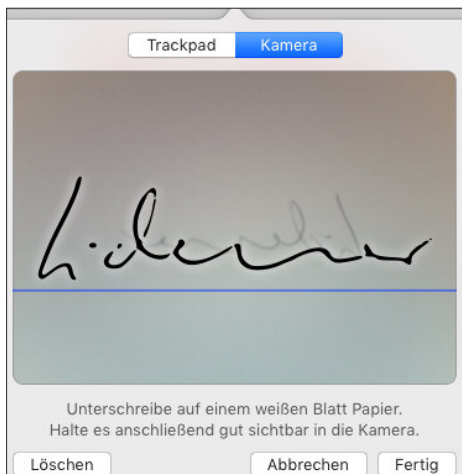 Trackpad Kamera
Unterschreibe auf einem weißen Blatt Papier.
Halte es anschließend gut sichtbar in die Kamera.
Löschen Abbrechen Fertig